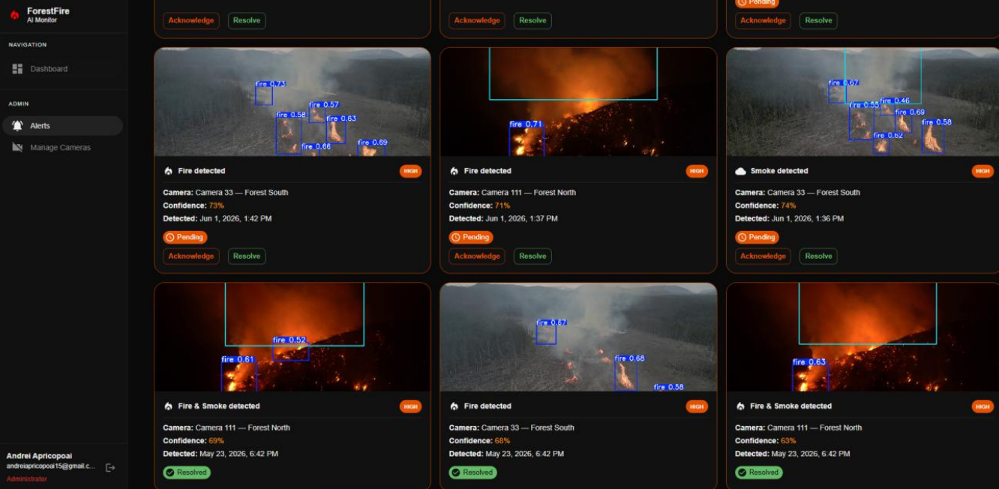 ForestFire
AI Monitor
NAVIGATION
Dashboard
ADMIN
Alerts
Manage Cameras
Andrei Apricopoai
andreiapricopoai15@gmail.c...
Administrator
Acknowledge Resolve
Acknowledge Resolve
Pending
Acknowledge Resolve
fire 0.73
fire 0.57
fire 0.58
fire 0.63
fire 0.66
fire 0.69
Fire detected HIGH
Camera: Camera 33 — Forest South
Confidence: 73%
Detected: Jun 1, 2026, 1:42 PM
Pending
Acknowledge Resolve
fire 0.71
Fire detected HIGH
Camera: Camera 111 — Forest North
Confidence: 71%
Detected: Jun 1, 2026, 1:37 PM
Pending
Acknowledge Resolve
fire 0.67
fire 0.46
fire 0.55
fire 0.69
fire 0.58
fire 0.62
Smoke detected HIGH
Camera: Camera 33 — Forest South
Confidence: 74%
Detected: Jun 1, 2026, 1:36 PM
Pending
Acknowledge Resolve
fire 0.52
fire 0.61
Fire & Smoke detected HIGH
Camera: Camera 111 — Forest North
Confidence: 69%
Detected: May 23, 2026, 6:42 PM
Resolved
fire 0.67
fire 0.68
fire 0.58
Fire detected HIGH
Camera: Camera 33 — Forest South
Confidence: 68%
Detected: May 23, 2026, 6:42 PM
Resolved
fire 0.63
Fire & Smoke detected HIGH
Camera: Camera 111 — Forest North
Confidence: 63%
Detected: May 23, 2026, 6:42 PM
Resolved